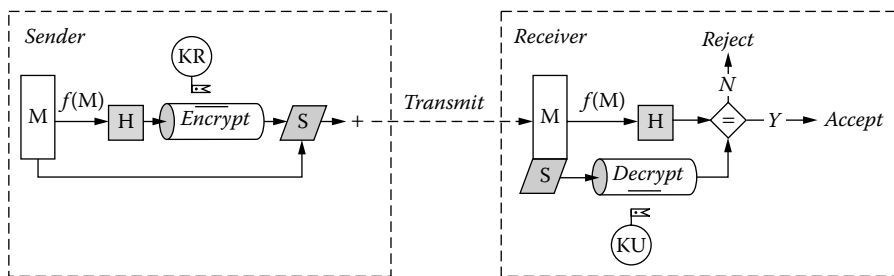 Sender
KR
M
f(M)
H
Encrypt
S
+
Transmit
Receiver
Reject
N
M
f(M)
H
=
Y
Accept
S
Decrypt
KU